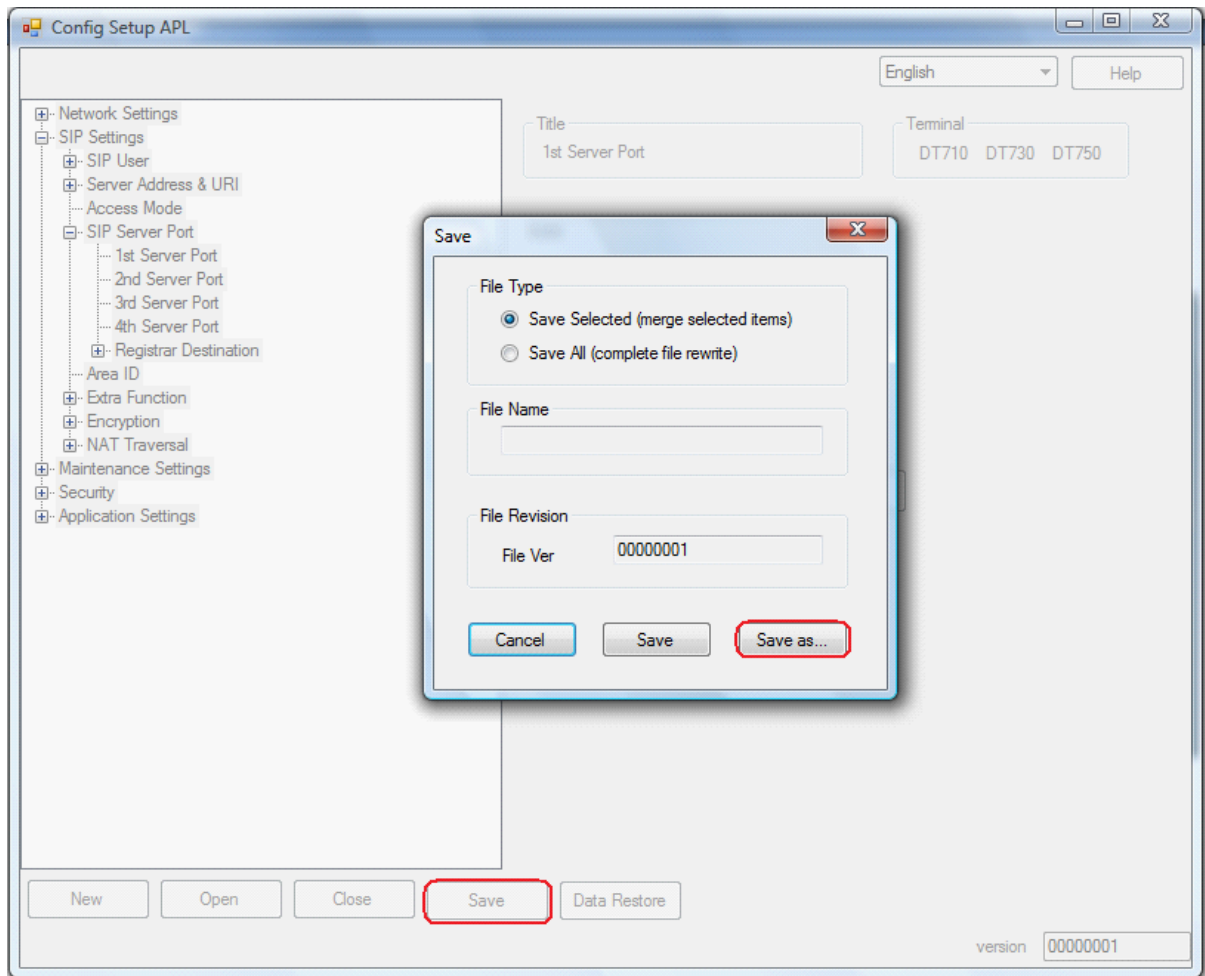 Config Setup APL
English
Help
Network Settings
SIP Settings
SIP User
Server Address & URI
Access Mode
SIP Server Port
1st Server Port
2nd Server Port
3rd Server Port
4th Server Port
Registrar Destination
Area ID
Extra Function
Encryption
NAT Traversal
Maintenance Settings
Security
Application Settings
Title
1st Server Port
Terminal
DT710 DT730 DT750
Save
File Type
Save Selected (merge selected items)
Save All (complete file rewrite)
File Name
File Revision
File Ver 00000001
Cancel Save Save as...
New Open Close Save Data Restore
version 00000001